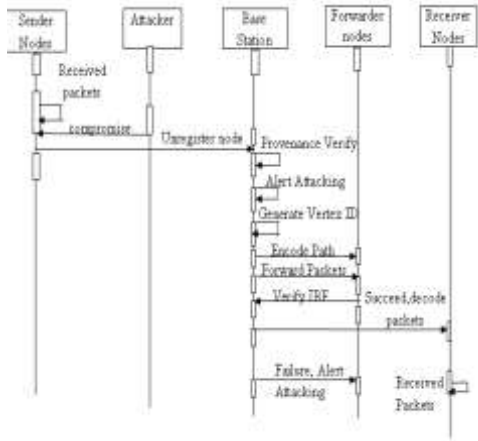 Sender
Nodes
Attacker
Base
Station
Forwarder
nodes
Receiver
Nodes
Received
packets
compromise
Unregister node
Provenance Verify
Alert Attacking
Generate Vertex ID
Encode Path
Forward Packets
Verify IBF
Succeed,decode
packets
Failure, Alert
Attacking
Received
Packets